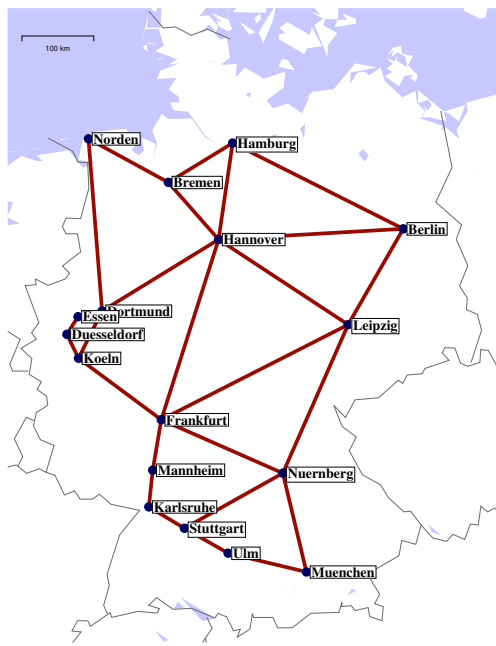 100 km
Norden
Hamburg
Bremen
Berlin
Hannover
Dortmund
Essen
Leipzig
Duesseldorf
Koeln
Frankfurt
Mannheim
Nuernberg
Karlsruhe
Stuttgart
Ulm
Muenchen